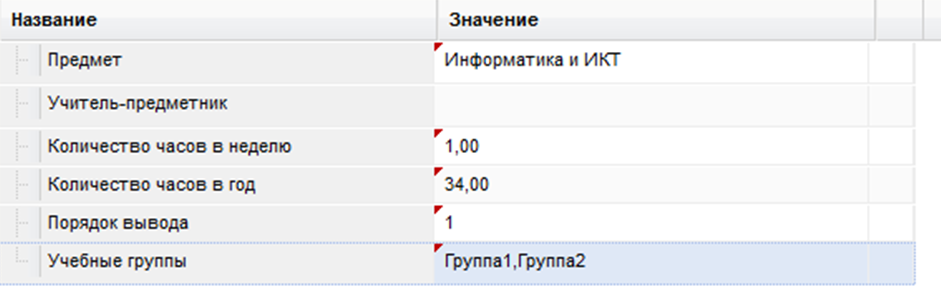 Название Значение
Предмет Информатика и ИКТ
Учитель-предметник
Количество часов в неделю 1,00
Количество часов в год 34,00
Порядок вывода 1
Учебные группы Группа1,Группа2